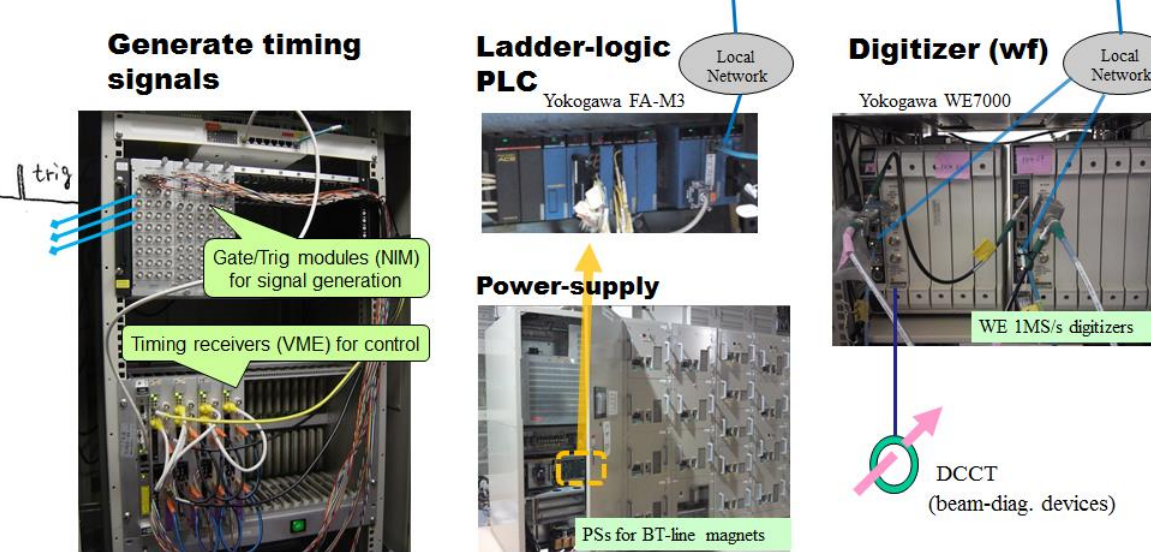 Generate timing
signals
trig
Gate/Trig modules (NIM)
for signal generation
Timing receivers (VME) for control
Ladder-logic
PLC
Local
Network
Yokogawa FA-M3
Power-supply
PSs for BT-line magnets
Digitizer (wf)
Local
Network
Yokogawa WE7000
WE 1MS/s digitizers
DCCT
(beam-diag. devices)